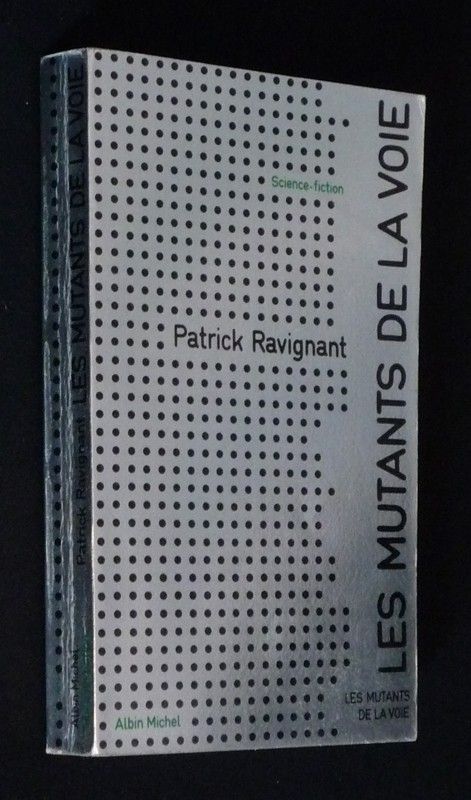 Science-fiction
Patrick Ravignant
LES MUTANTS DE LA VOIE
LES MUTANTS
DE LA VOIE
Albin Michel
Patrick Ravignant LES MUTANTS DE LA VOIE
Albin Michel